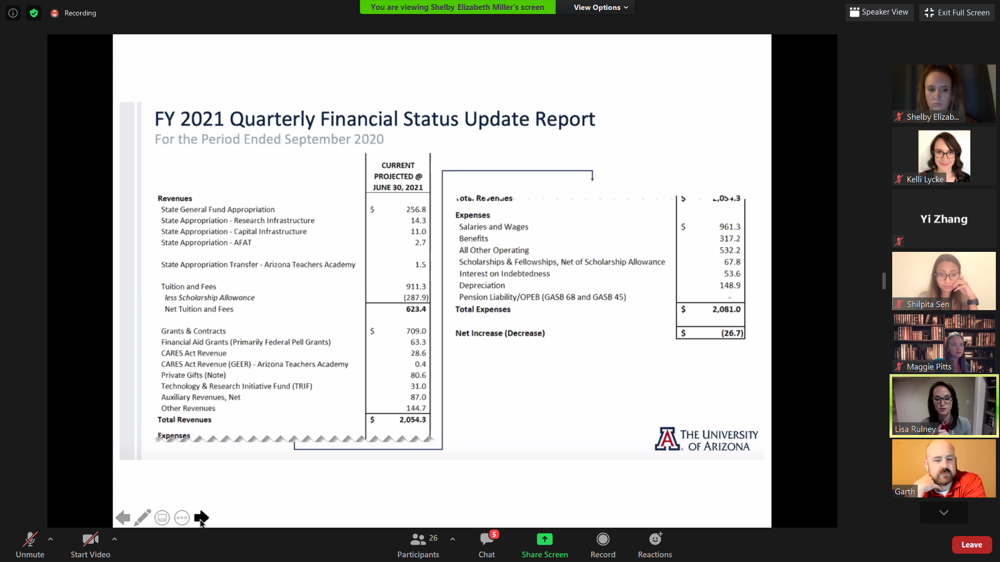 Recording
You are viewing Shelby Elizabeth Miller's screen
View Options
Speaker View
Exit Full Screen
FY 2021 Quarterly Financial Status Update Report
For the Period Ended September 2020
CURRENT
PROJECTED @
JUNE 30, 2021
Revenues
State General Fund Appropriation $ 256.8
State Appropriation - Research Infrastructure 14.3
State Appropriation - Capital Infrastructure 11.0
State Appropriation - AFAT 2.7
State Appropriation Transfer - Arizona Teachers Academy 1.5
Tuition and Fees 911.3
less Scholarship Allowance (287.9)
Net Tuition and Fees 623.4
Grants & Contracts $ 709.0
Financial Aid Grants (Primarily Federal Pell Grants) 63.3
CARES Act Revenue 28.6
CARES Act Revenue (GEER) - Arizona Teachers Academy 0.4
Private Gifts (Note) 80.6
Technology & Research Initiative Fund (TRIF) 31.0
Auxiliary Revenues, Net 87.0
Other Revenues 144.7
Total Revenues $ 2,054.3
Expenses
Total Revenues $ 2,054.3
Expenses
Salaries and Wages $ 961.3
Benefits 317.2
All Other Operating 532.2
Scholarships & Fellowships, Net of Scholarship Allowance 67.8
Interest on Indebtedness 53.6
Depreciation 148.9
Pension Liability/OPEB (GASB 68 and GASB 45) -
Total Expenses $ 2,081.0
Net Increase (Decrease) $ (26.7)
A THE UNIVERSITY
OF ARIZONA
Shelby Elizab...
Kelli Lycke
Yi Zhang
Shilpita Sen
Maggie Pitts
Lisa Rulney
Garth
Unmute
Start Video
26
Participants
5
Chat
Share Screen
Record
Reactions
Leave